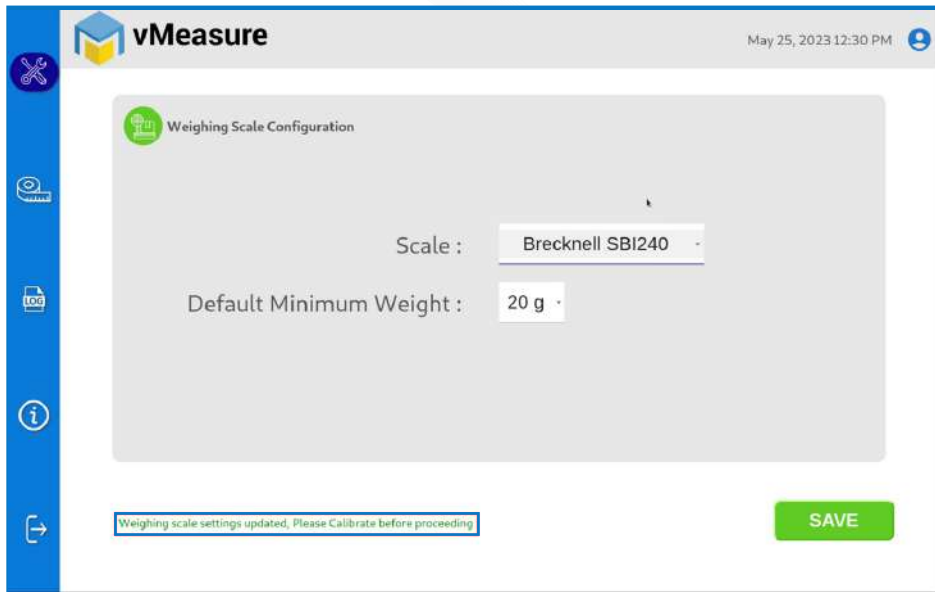 vMeasure
May 25, 2023 12:30 PM
Weighing Scale Configuration
Scale : Brecknell SBI240
Default Minimum Weight : 20 g
LOG
Weighing scale settings updated, Please Calibrate before proceeding
SAVE